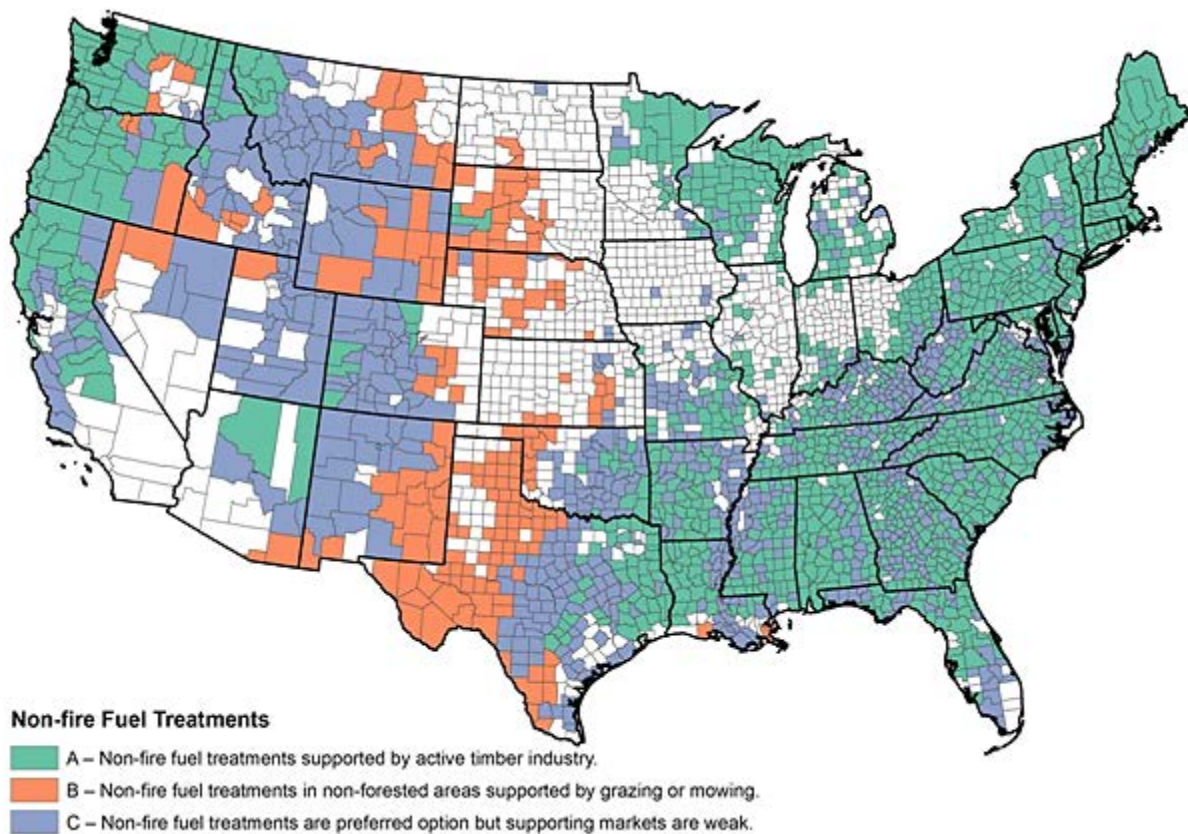 Non-fire Fuel Treatments
A – Non-fire fuel treatments supported by active timber industry.
B – Non-fire fuel treatments in non-forested areas supported by grazing or mowing.
C – Non-fire fuel treatments are preferred option but supporting markets are weak.